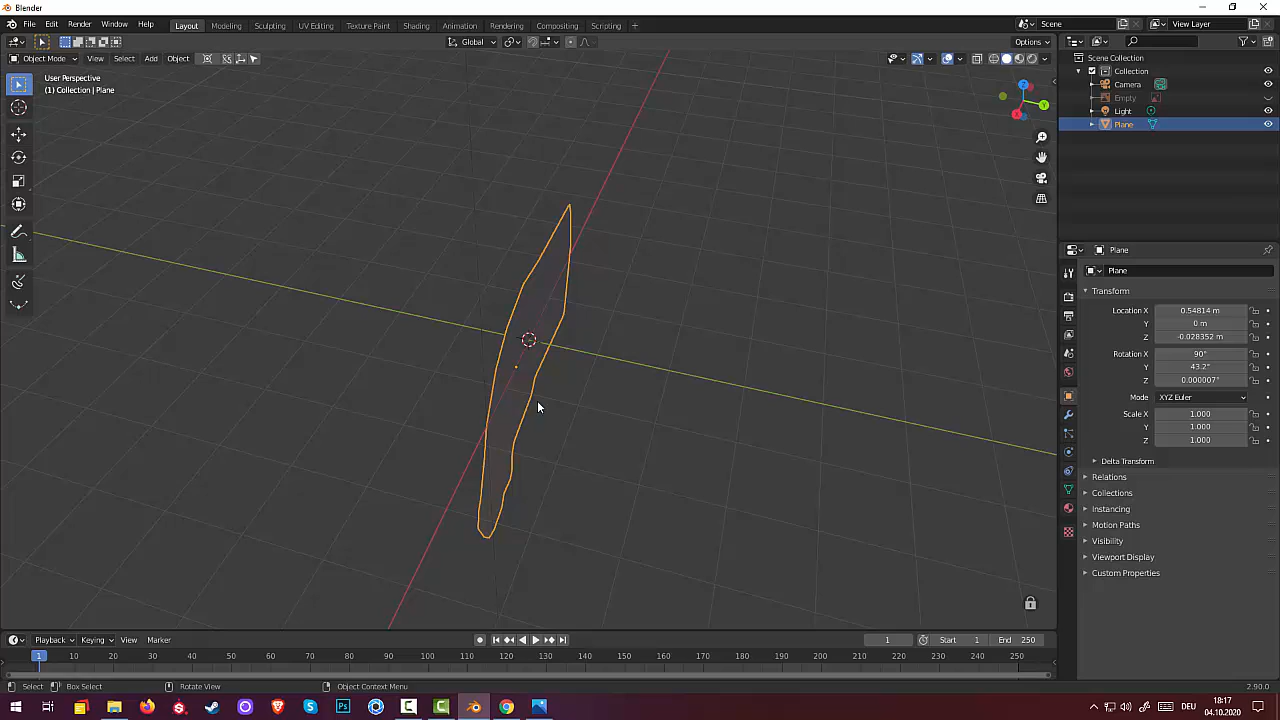 Blender
File Edit Render Window Help
Layout Modeling Sculpting UV Editing Texture Paint Shading Animation Rendering Compositing Scripting +
Scene
View Layer
Global
Options
Object Mode View Select Add Object
User Perspective
(1) Collection | Plane
Z
Y
X
Scene Collection
Collection
Camera
Empty
Light
Plane
Plane
Plane
Transform
Location X 0.54814 m
Y 0 m
Z -0.028352 m
Rotation X 90°
Y 43.2°
Z 0.000007°
Mode XYZ Euler
Scale X 1.000
Y 1.000
Z 1.000
Delta Transform
Relations
Collections
Instancing
Motion Paths
Visibility
Viewport Display
Custom Properties
Playback Keying View Marker
1 Start 1 End 250
1 10 20 30 40 50 60 70 80 90 100 110 120 130 140 150 160 170 180 190 200 210 220 230 240 250
Select Box Select Rotate View Object Context Menu 2.90.0
DEU 18:17
04.10.2020